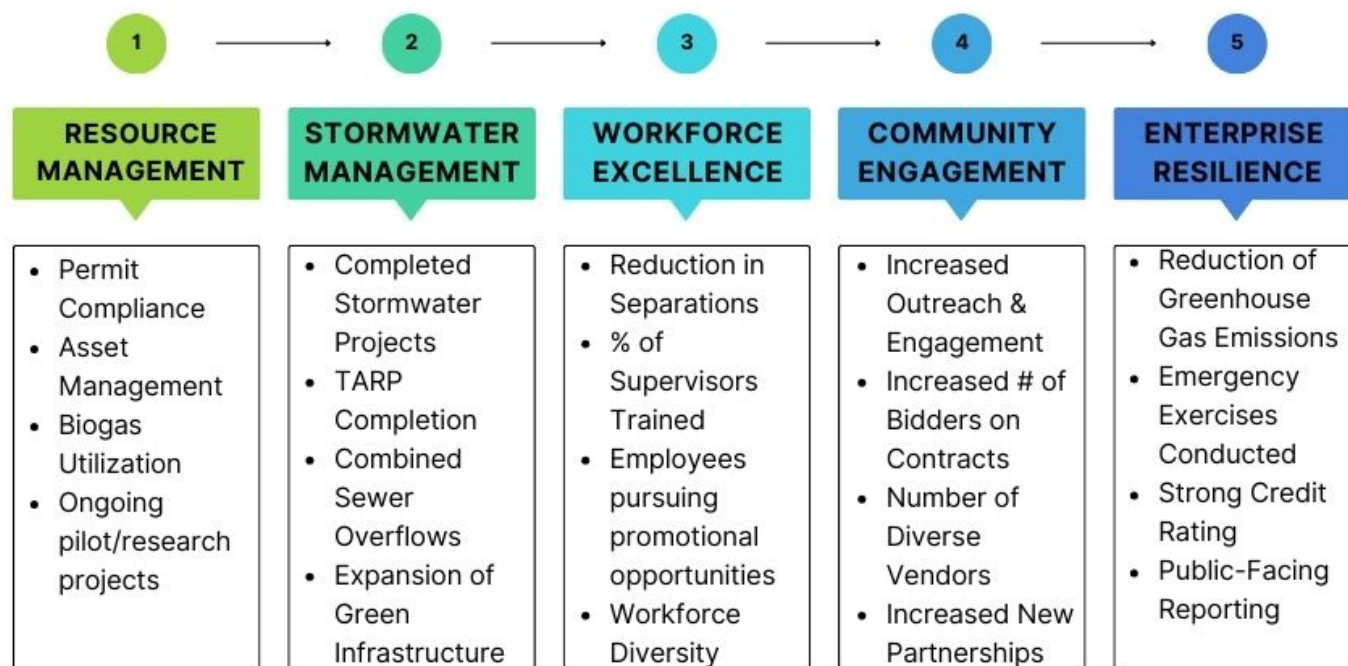 1
2
3
4
5
RESOURCE
MANAGEMENT
• Permit
Compliance
• Asset
Management
• Biogas
Utilization
• Ongoing
pilot/research
projects
STORMWATER
MANAGEMENT
• Completed
Stormwater
Projects
• TARP
Completion
• Combined
Sewer
Overflows
• Expansion of
Green
Infrastructure
WORKFORCE
EXCELLENCE
• Reduction in
Separations
• % of
Supervisors
Trained
• Employees
pursuing
promotional
opportunities
• Workforce
Diversity
COMMUNITY
ENGAGEMENT
• Increased
Outreach &
Engagement
• Increased # of
Bidders on
Contracts
• Number of
Diverse
Vendors
• Increased New
Partnerships
ENTERPRISE
RESILIENCE
• Reduction of
Greenhouse
Gas Emissions
• Emergency
Exercises
Conducted
• Strong Credit
Rating
• Public-Facing
Reporting